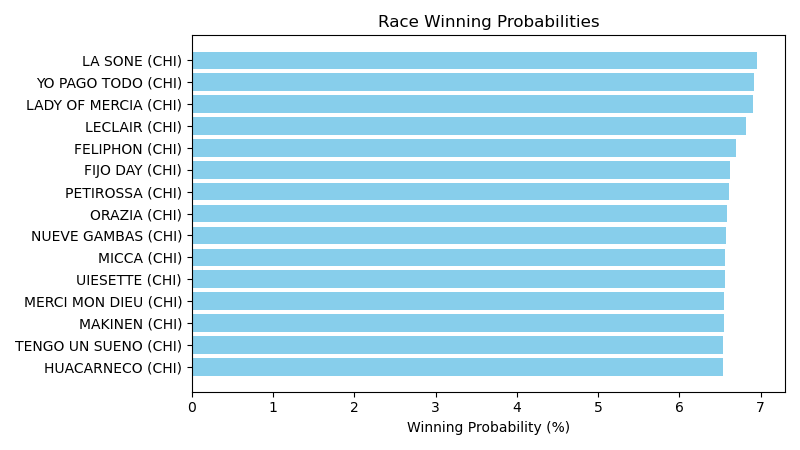 Race Winning Probabilities
LA SONE (CHI)
YO PAGO TODO (CHI)
LADY OF MERCIA (CHI)
LECLAIR (CHI)
FELIPHON (CHI)
FIJO DAY (CHI)
PETIROSSA (CHI)
ORAZIA (CHI)
NUEVE GAMBAS (CHI)
MICCA (CHI)
UIESETTE (CHI)
MERCI MON DIEU (CHI)
MAKINEN (CHI)
TENGO UN SUENO (CHI)
HUACARNECO (CHI)
0 1 2 3 4 5 6 7
Winning Probability (%)